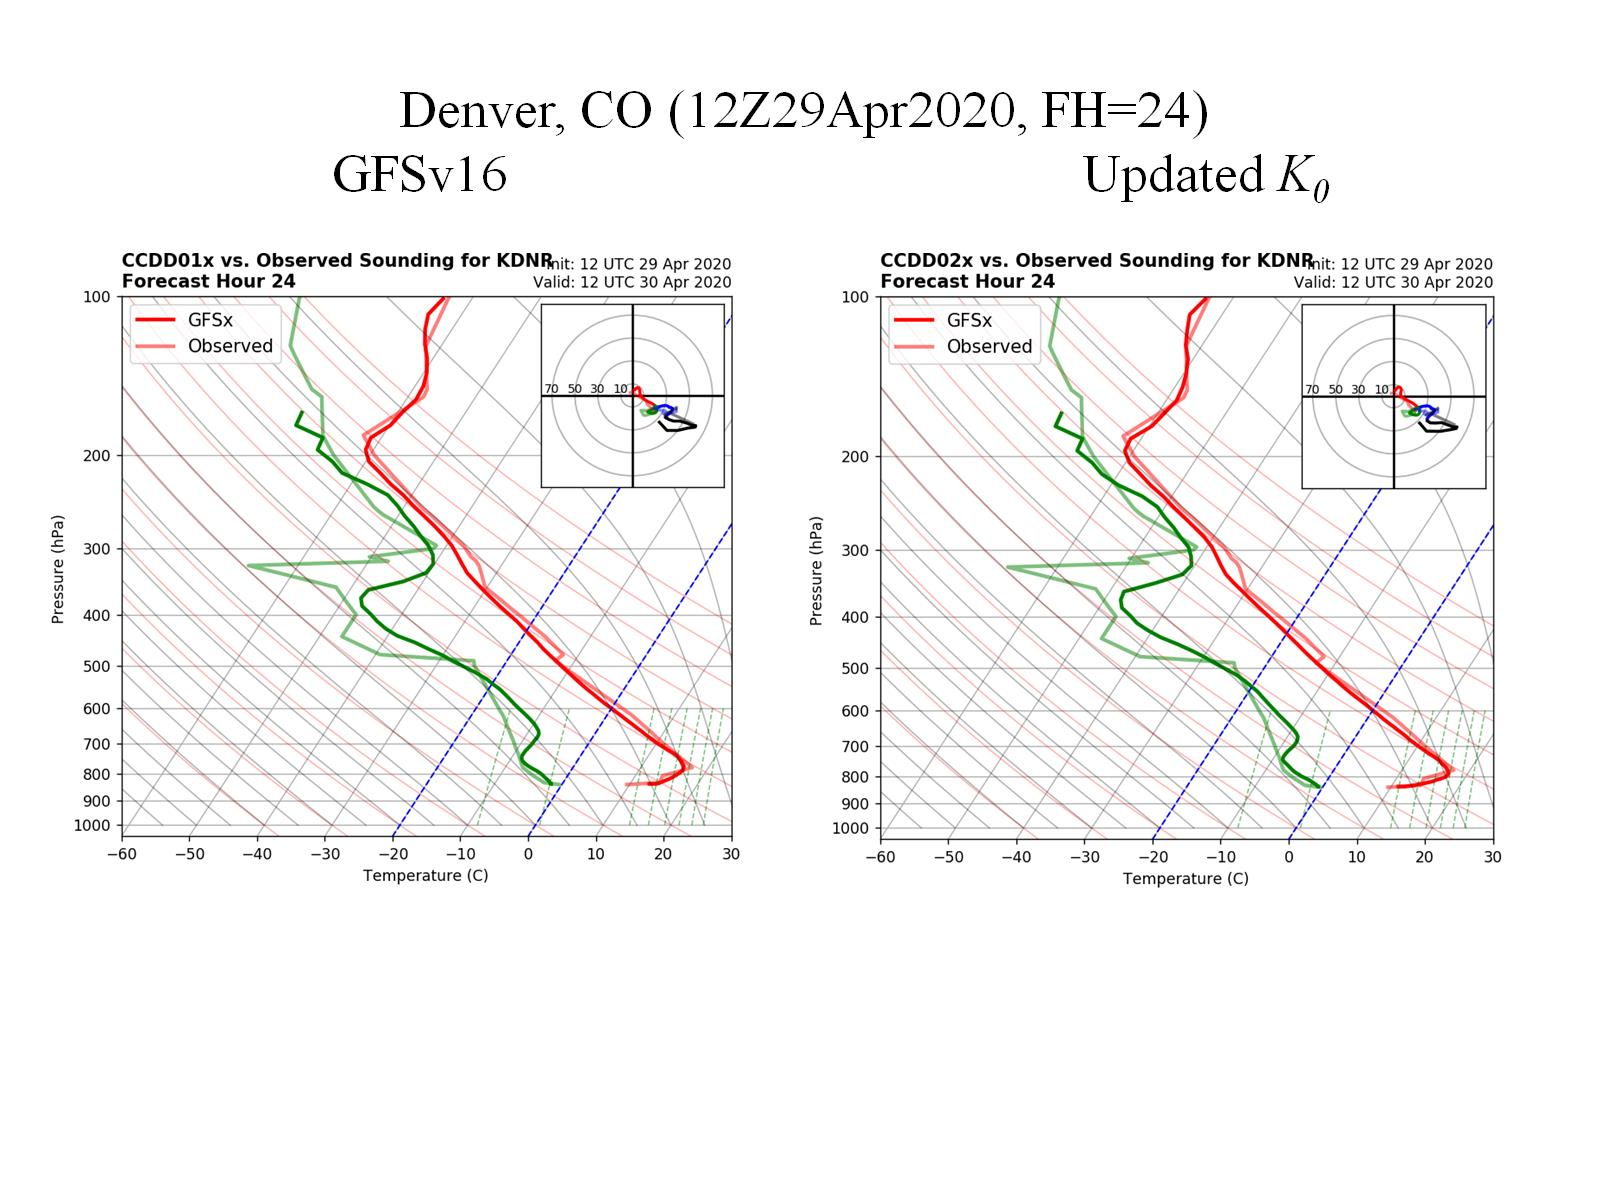 Denver, CO (12Z29Apr2020, FH=24)
GFSv16
Updated K0
CCDD01x vs. Observed Sounding for KDNR
Init: 12 UTC 29 Apr 2020
Forecast Hour 24
Valid: 12 UTC 30 Apr 2020
GFSx
Observed
70 50 30 10
100
200
300
400
500
600
700
800
900
1000
Pressure (hPa)
−60 −50 −40 −30 −20 −10 0 10 20 30
Temperature (C)
CCDD02x vs. Observed Sounding for KDNR
Init: 12 UTC 29 Apr 2020
Forecast Hour 24
Valid: 12 UTC 30 Apr 2020
GFSx
Observed
70 50 30 10
100
200
300
400
500
600
700
800
900
1000
Pressure (hPa)
−60 −50 −40 −30 −20 −10 0 10 20 30
Temperature (C)